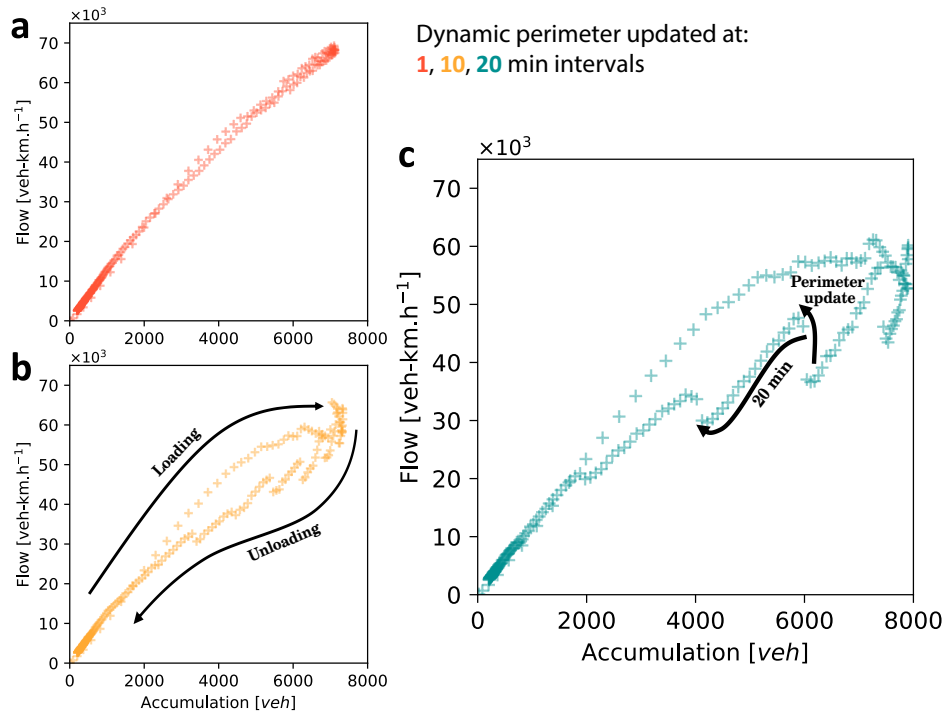 a
×10³
70
60
50
40
30
20
10
0
Flow [veh-km.h⁻¹]
0 2000 4000 6000 8000
Dynamic perimeter updated at:
1, 10, 20 min intervals
b
×10³
70
60
50
40
30
20
10
0
Flow [veh-km.h⁻¹]
Loading
Unloading
0 2000 4000 6000 8000
Accumulation [veh]
c
×10³
70
60
50
40
30
20
10
0
Flow [veh-km.h⁻¹]
Perimeter
update
20 min
0 2000 4000 6000 8000
Accumulation [veh]